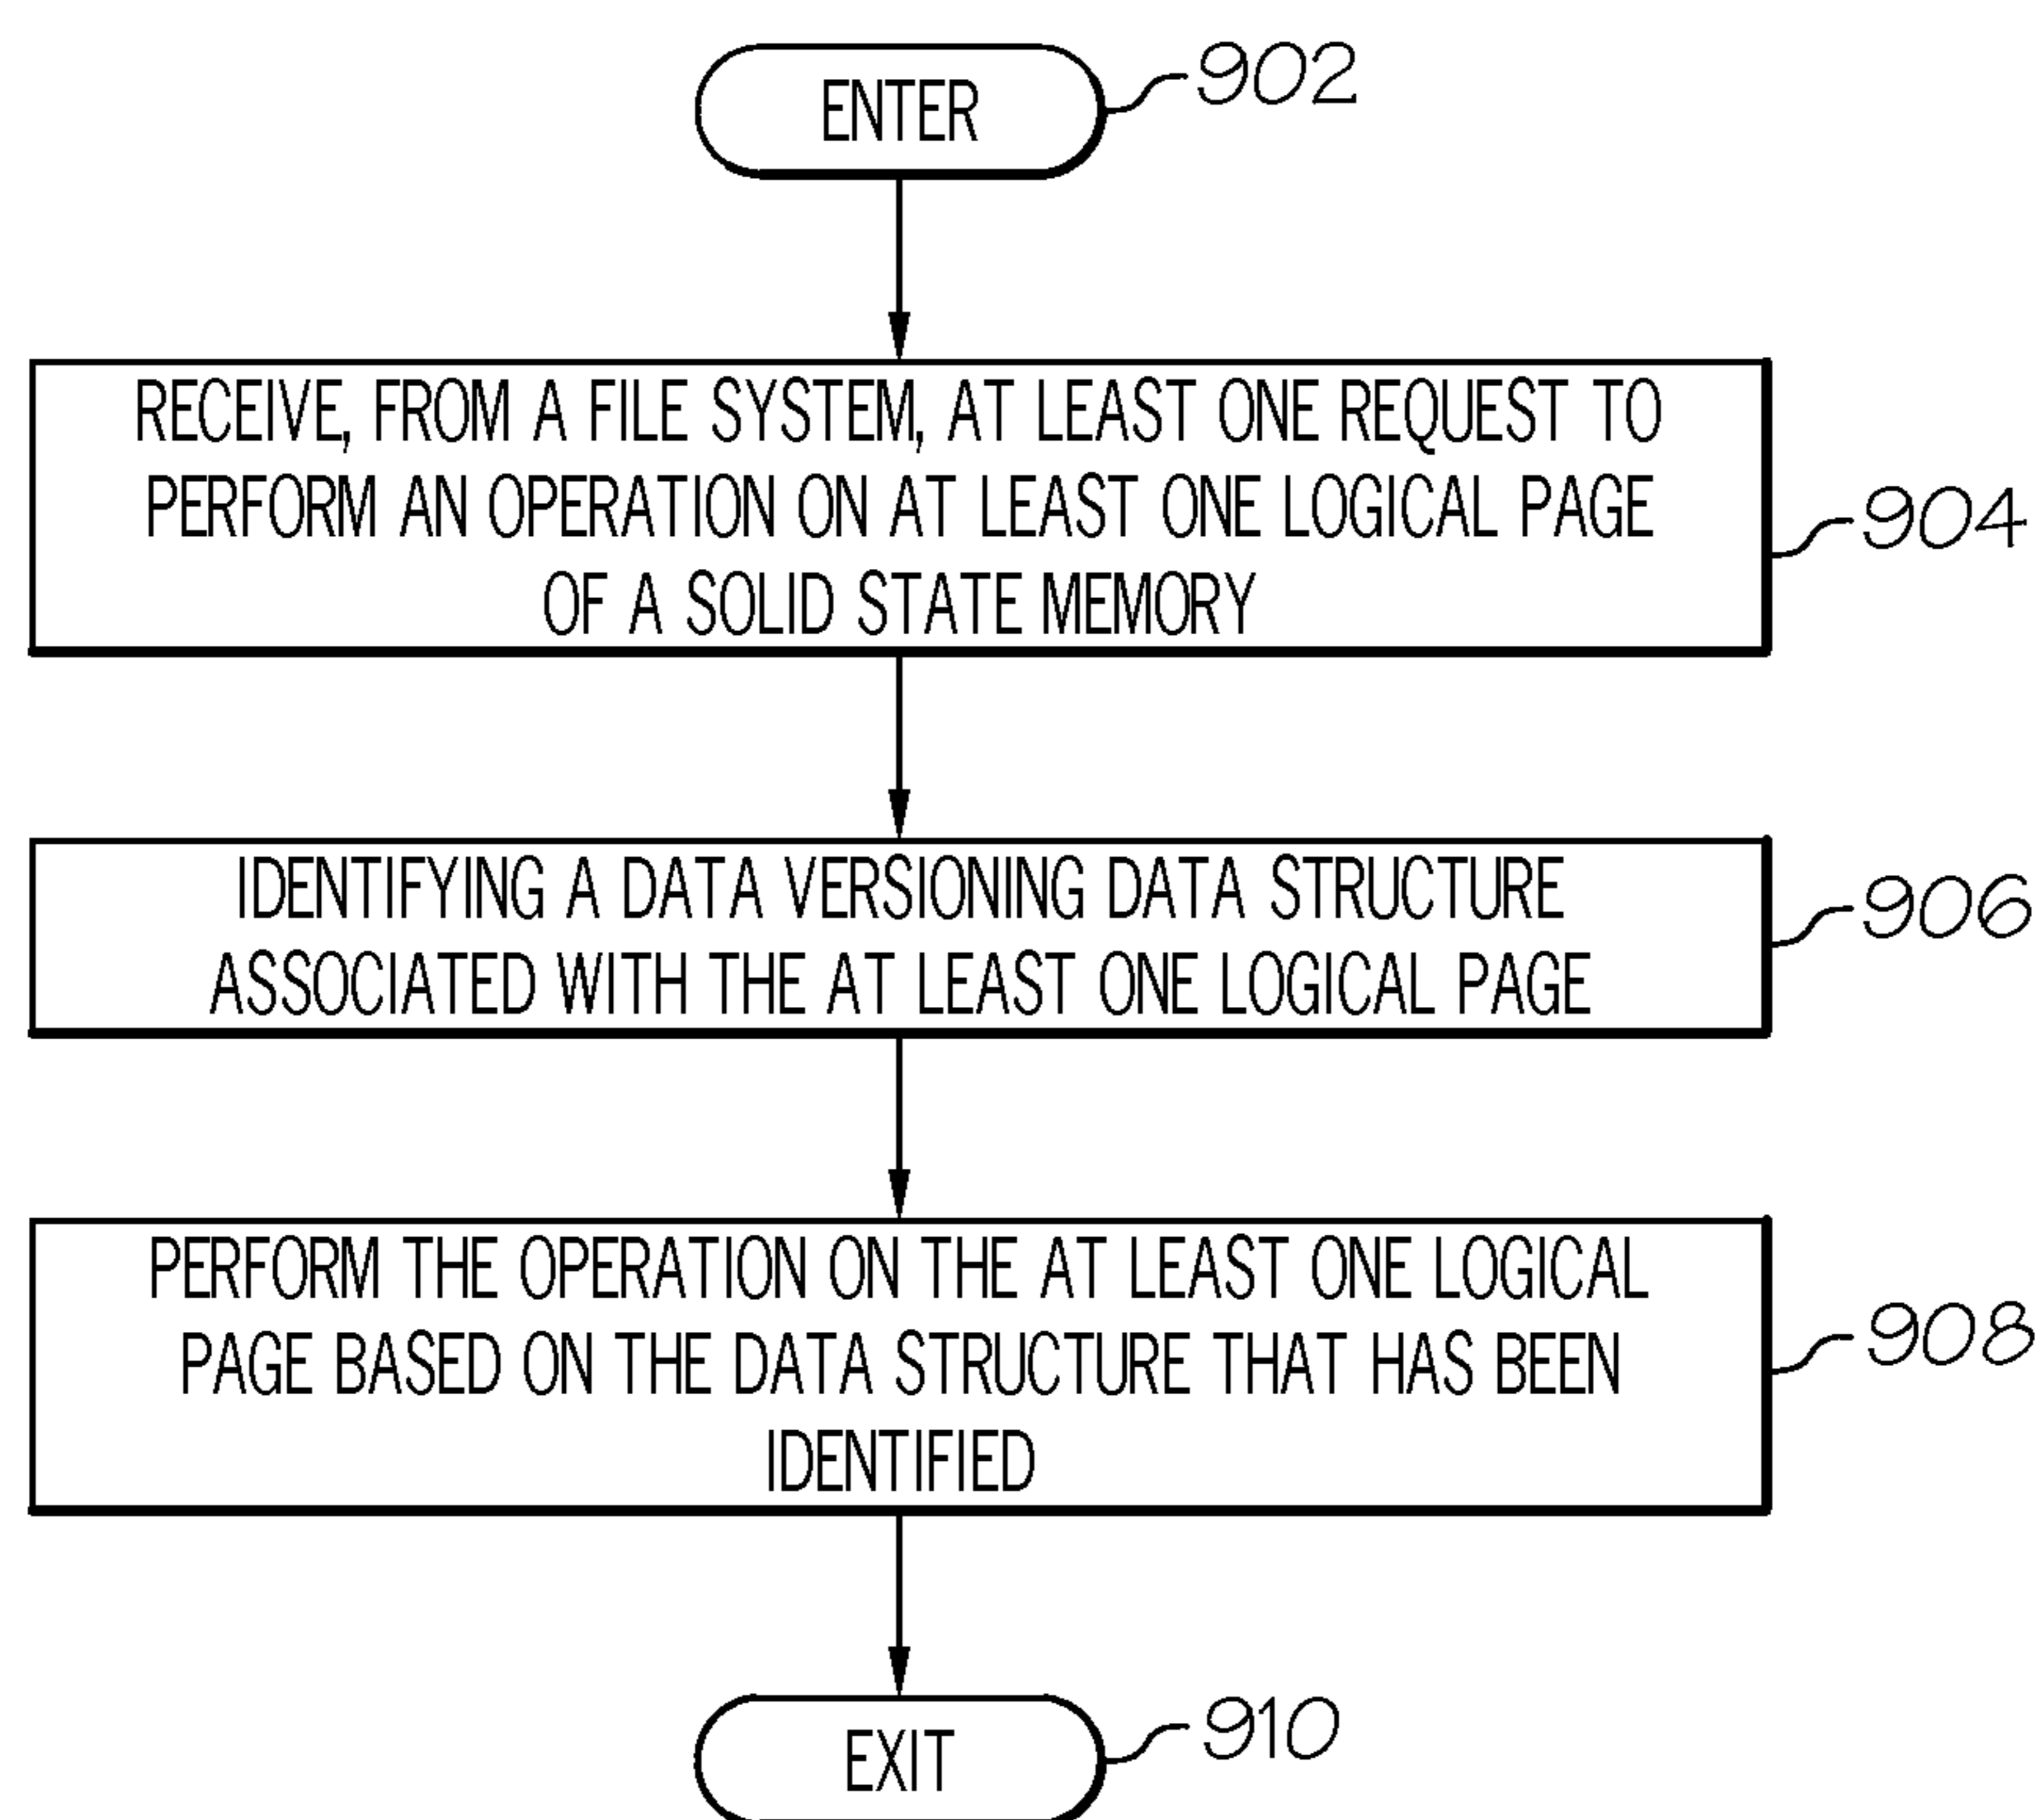 ENTER
902
RECEIVE, FROM A FILE SYSTEM, AT LEAST ONE REQUEST TO
PERFORM AN OPERATION ON AT LEAST ONE LOGICAL PAGE
OF A SOLID STATE MEMORY
904
IDENTIFYING A DATA VERSIONING DATA STRUCTURE
ASSOCIATED WITH THE AT LEAST ONE LOGICAL PAGE
906
PERFORM THE OPERATION ON THE AT LEAST ONE LOGICAL
PAGE BASED ON THE DATA STRUCTURE THAT HAS BEEN
IDENTIFIED
908
EXIT
910